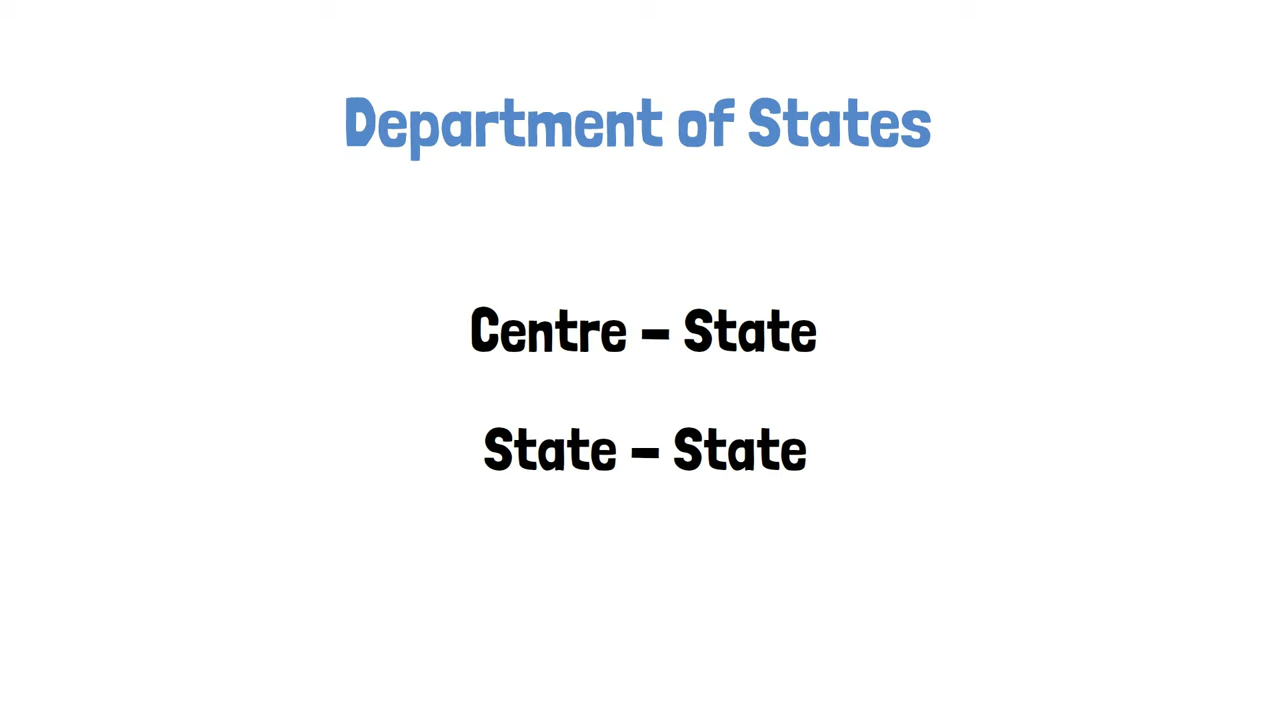 Department of States
Centre – State
State – State